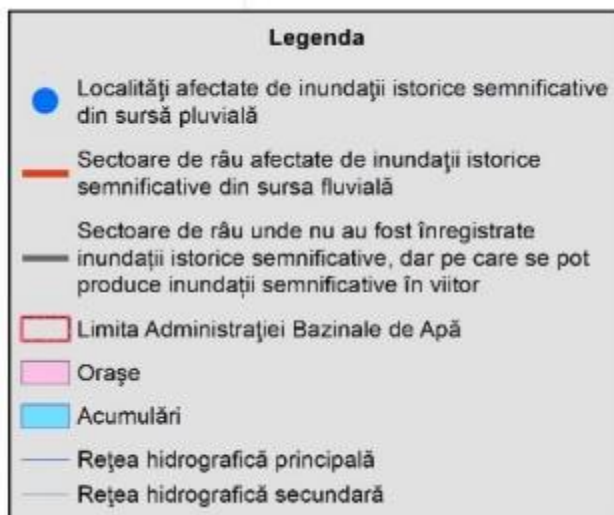 Legenda
Localităţi afectate de inundaţii istorice semnificative
din sursă pluvială
Sectoare de râu afectate de inundaţii istorice
semnificative din sursa fluvială
Sectoare de râu unde nu au fost înregistrate
inundații istorice semnificative, dar pe care se pot
produce inundații semnificative în viitor
Limita Administraţiei Bazinale de Apă
Oraşe
Acumulări
Reţea hidrografică principală
Reţea hidrografică secundară